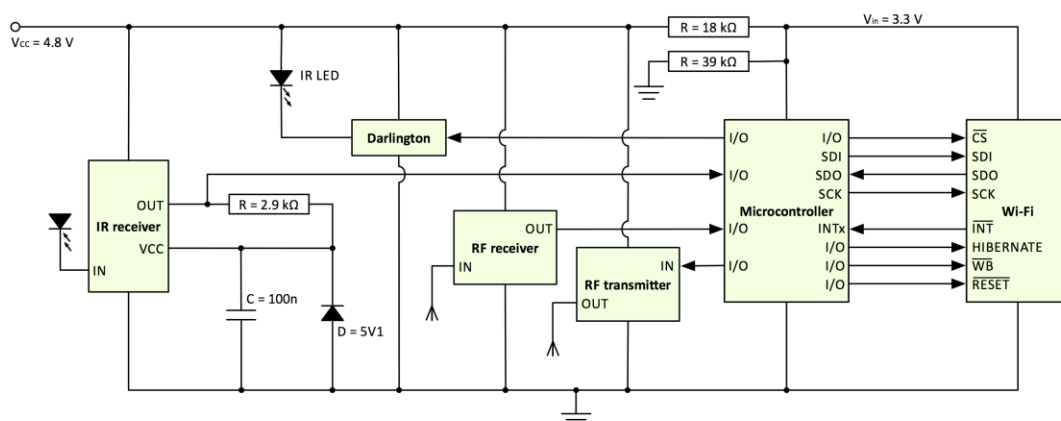 Vcc = 4.8 V
R = 18 kΩ
Vin = 3.3 V
R = 39 kΩ
IR LED
Darlington
I/O
I/O
CS
SDI
SDI
I/O
SDO
SDO
SCK
SCK
OUT
R = 2.9 kΩ
IR receiver
Microcontroller
Wi-Fi
VCC
OUT
I/O
INTx
INT
RF receiver
I/O
HIBERNATE
IN
IN
IN
I/O
I/O
WB
RF transmitter
I/O
RESET
C = 100n
OUT
D = 5V1